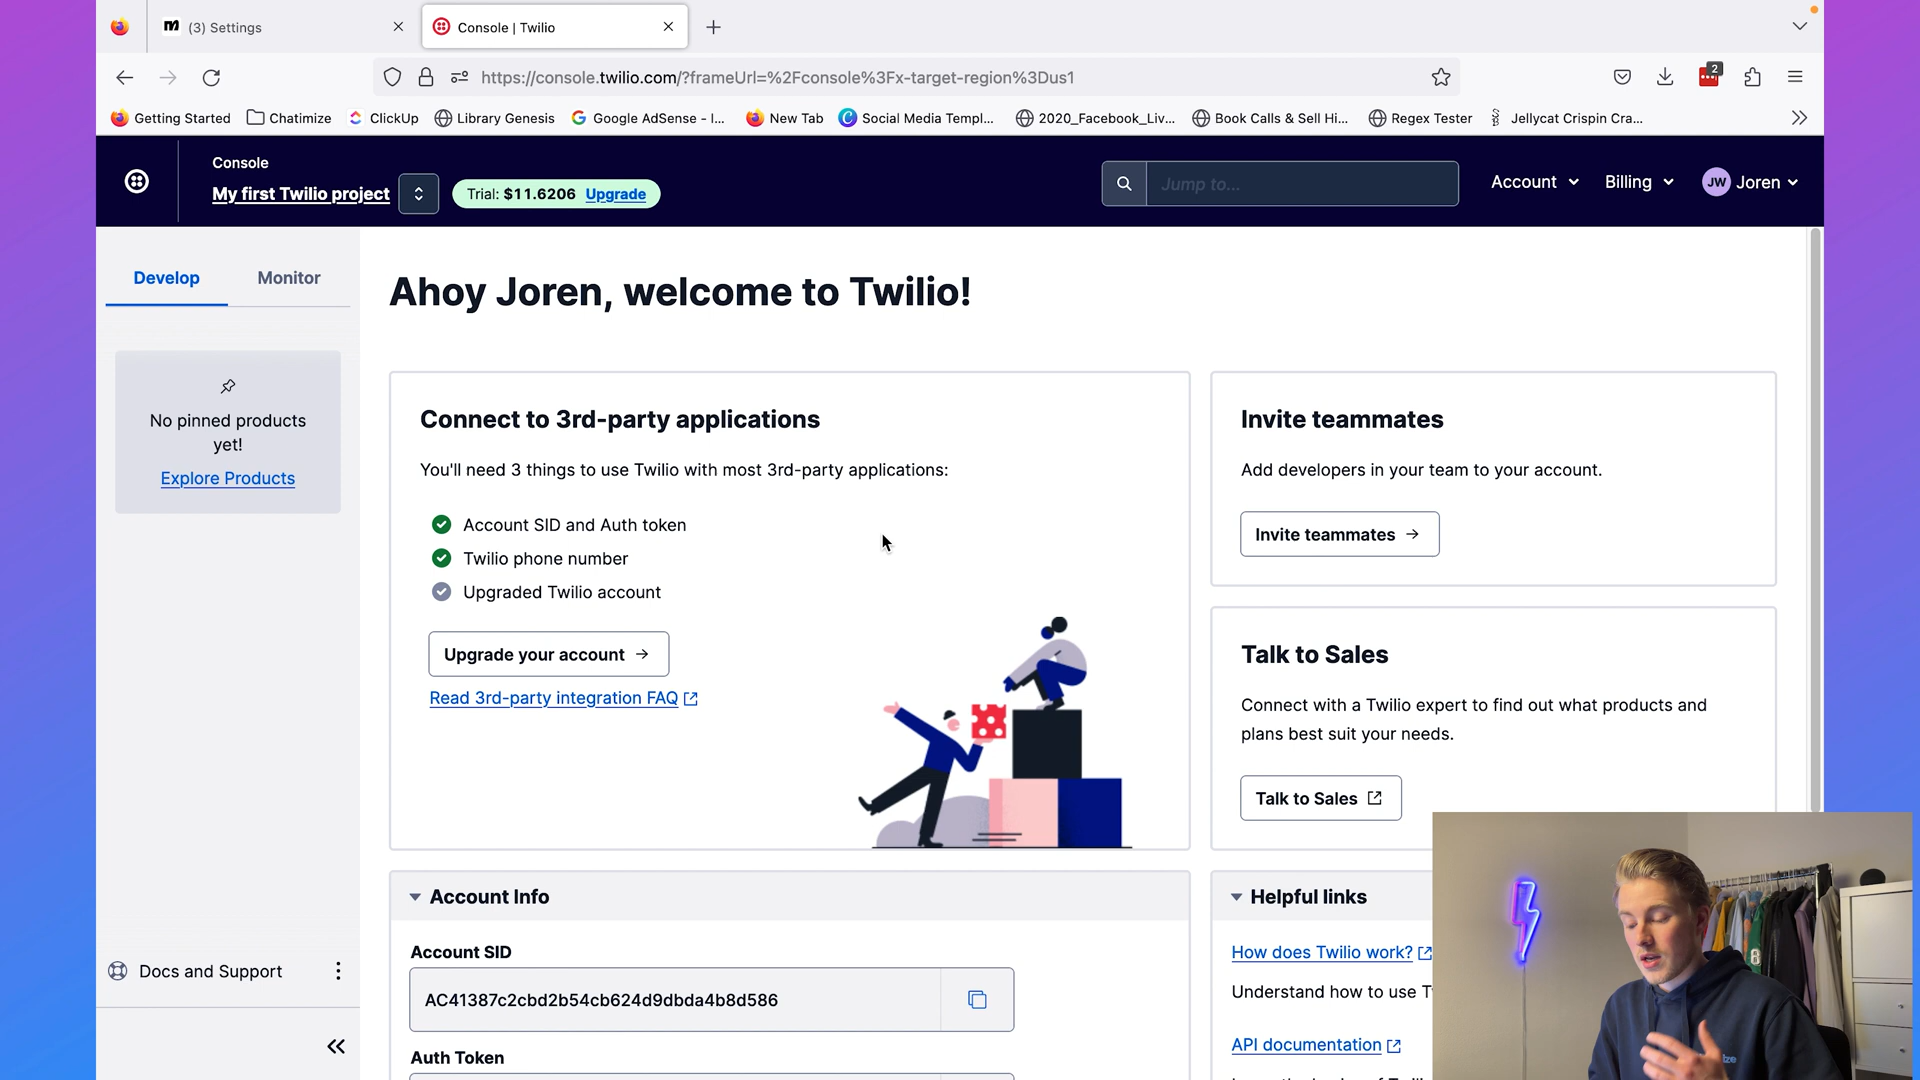 (3) Settings
Console | Twilio
https://console.twilio.com/?frameUrl=%2Fconsole%3Fx-target-region%3Dus1
2
Getting Started
Chatimize
ClickUp
Library Genesis
Google AdSense - l...
New Tab
Social Media Templ...
2020_Facebook_Liv...
Book Calls & Sell Hi...
Regex Tester
Jellycat Crispin Cra...
Console
My first Twilio project
Trial: $11.6206 Upgrade
Jump to...
Account
Billing
JW Joren
Develop
Monitor
No pinned products
yet!
Explore Products
Docs and Support
Ahoy Joren, welcome to Twilio!
Connect to 3rd-party applications
You'll need 3 things to use Twilio with most 3rd-party applications:
Account SID and Auth token
Twilio phone number
Upgraded Twilio account
Upgrade your account
Read 3rd-party integration FAQ
Invite teammates
Add developers in your team to your account.
Invite teammates
Talk to Sales
Connect with a Twilio expert to find out what products and
plans best suit your needs.
Talk to Sales
Account Info
Account SID
AC41387c2cbd2b54cb624d9dbda4b8d586
Auth Token
Helpful links
How does Twilio work?
Understand how to use
API documentation